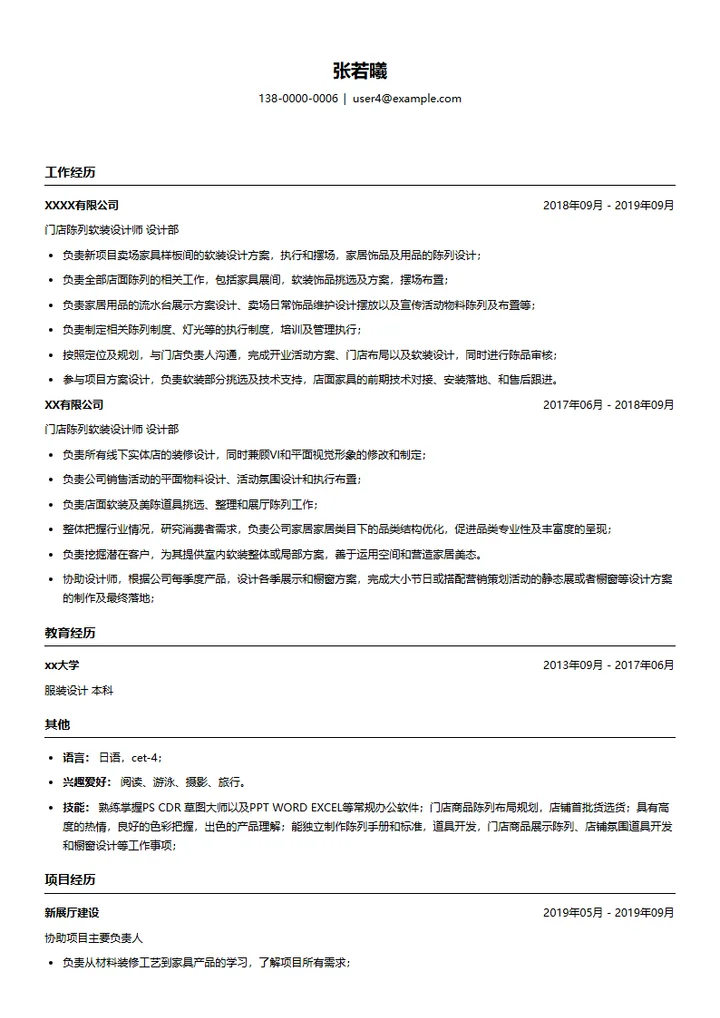 张若曦
138-0000-0006 | user4@example.com
工作经历
XXXX有限公司 2018年09月 - 2019年09月
门店陈列软装设计师 设计部
• 负责新项目卖场家具样板间的软装设计方案，执行和摆场，家居饰品及用品的陈列设计；
• 负责全部店面陈列的相关工作，包括家具展间，软装饰品挑选及方案，摆场布置；
• 负责家居用品的流水台展示方案设计、卖场日常饰品维护设计摆放以及宣传活动物料陈列及布置等；
• 负责制定相关陈列制度、灯光等的执行制度，培训及管理执行；
• 按照定位及规划，与门店负责人沟通，完成开业活动方案、门店布局以及软装设计，同时进行陈品审核；
• 参与项目方案设计，负责软装部分挑选及技术支持，店面家具的前期技术对接、安装落地、和售后跟进。
XX有限公司 2017年06月 - 2018年09月
门店陈列软装设计师 设计部
• 负责所有线下实体店的装修设计，同时兼顾VI和平面视觉形象的修改和制定；
• 负责公司销售活动的平面物料设计、活动氛围设计和执行布置；
• 负责店面软装及美陈道具挑选、整理和展厅陈列工作；
• 整体把握行业情况，研究消费者需求，负责公司家居家居类目下的品类结构优化，促进品类专业性及丰富度的呈现；
• 负责挖掘潜在客户，为其提供室内软装整体或局部方案，善于运用空间和营造家居美态。
• 协助设计师，根据公司每季度产品，设计各季展示和橱窗方案，完成大小节日或搭配营销策划活动的静态展或者橱窗等设计方案
的制作及最终落地；
教育经历
xx大学 2013年09月 - 2017年06月
服装设计 本科
其他
• 语言： 日语，cet-4；
• 兴趣爱好： 阅读、游泳、摄影、旅行。
• 技能： 熟练掌握PS CDR 草图大师以及PPT WORD EXCEL等常规办公软件；门店商品陈列布局规划，店铺首批货选货；具有高
度的热情，良好的色彩把握，出色的产品理解；能独立制作陈列手册和标准，道具开发，门店商品展示陈列、店铺氛围道具开发
和橱窗设计等工作事项；
项目经历
新展厅建设 2019年05月 - 2019年09月
协助项目主要负责人
• 负责从材料装修工艺到家具产品的学习，了解项目所有需求；